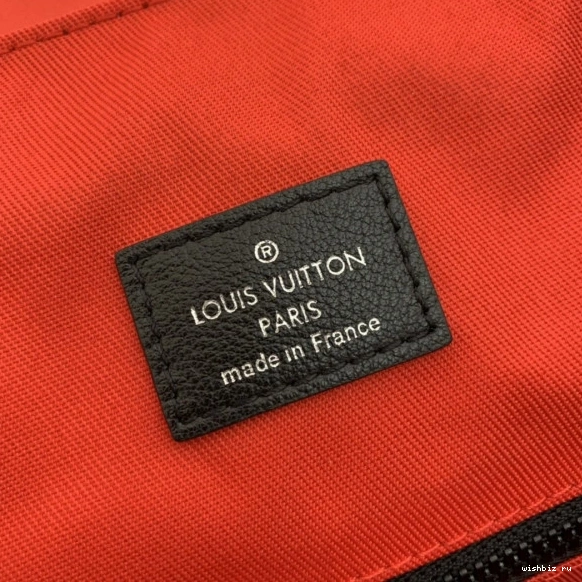 ®
LOUIS VUITTON
PARIS
made in France
wishbiz ru